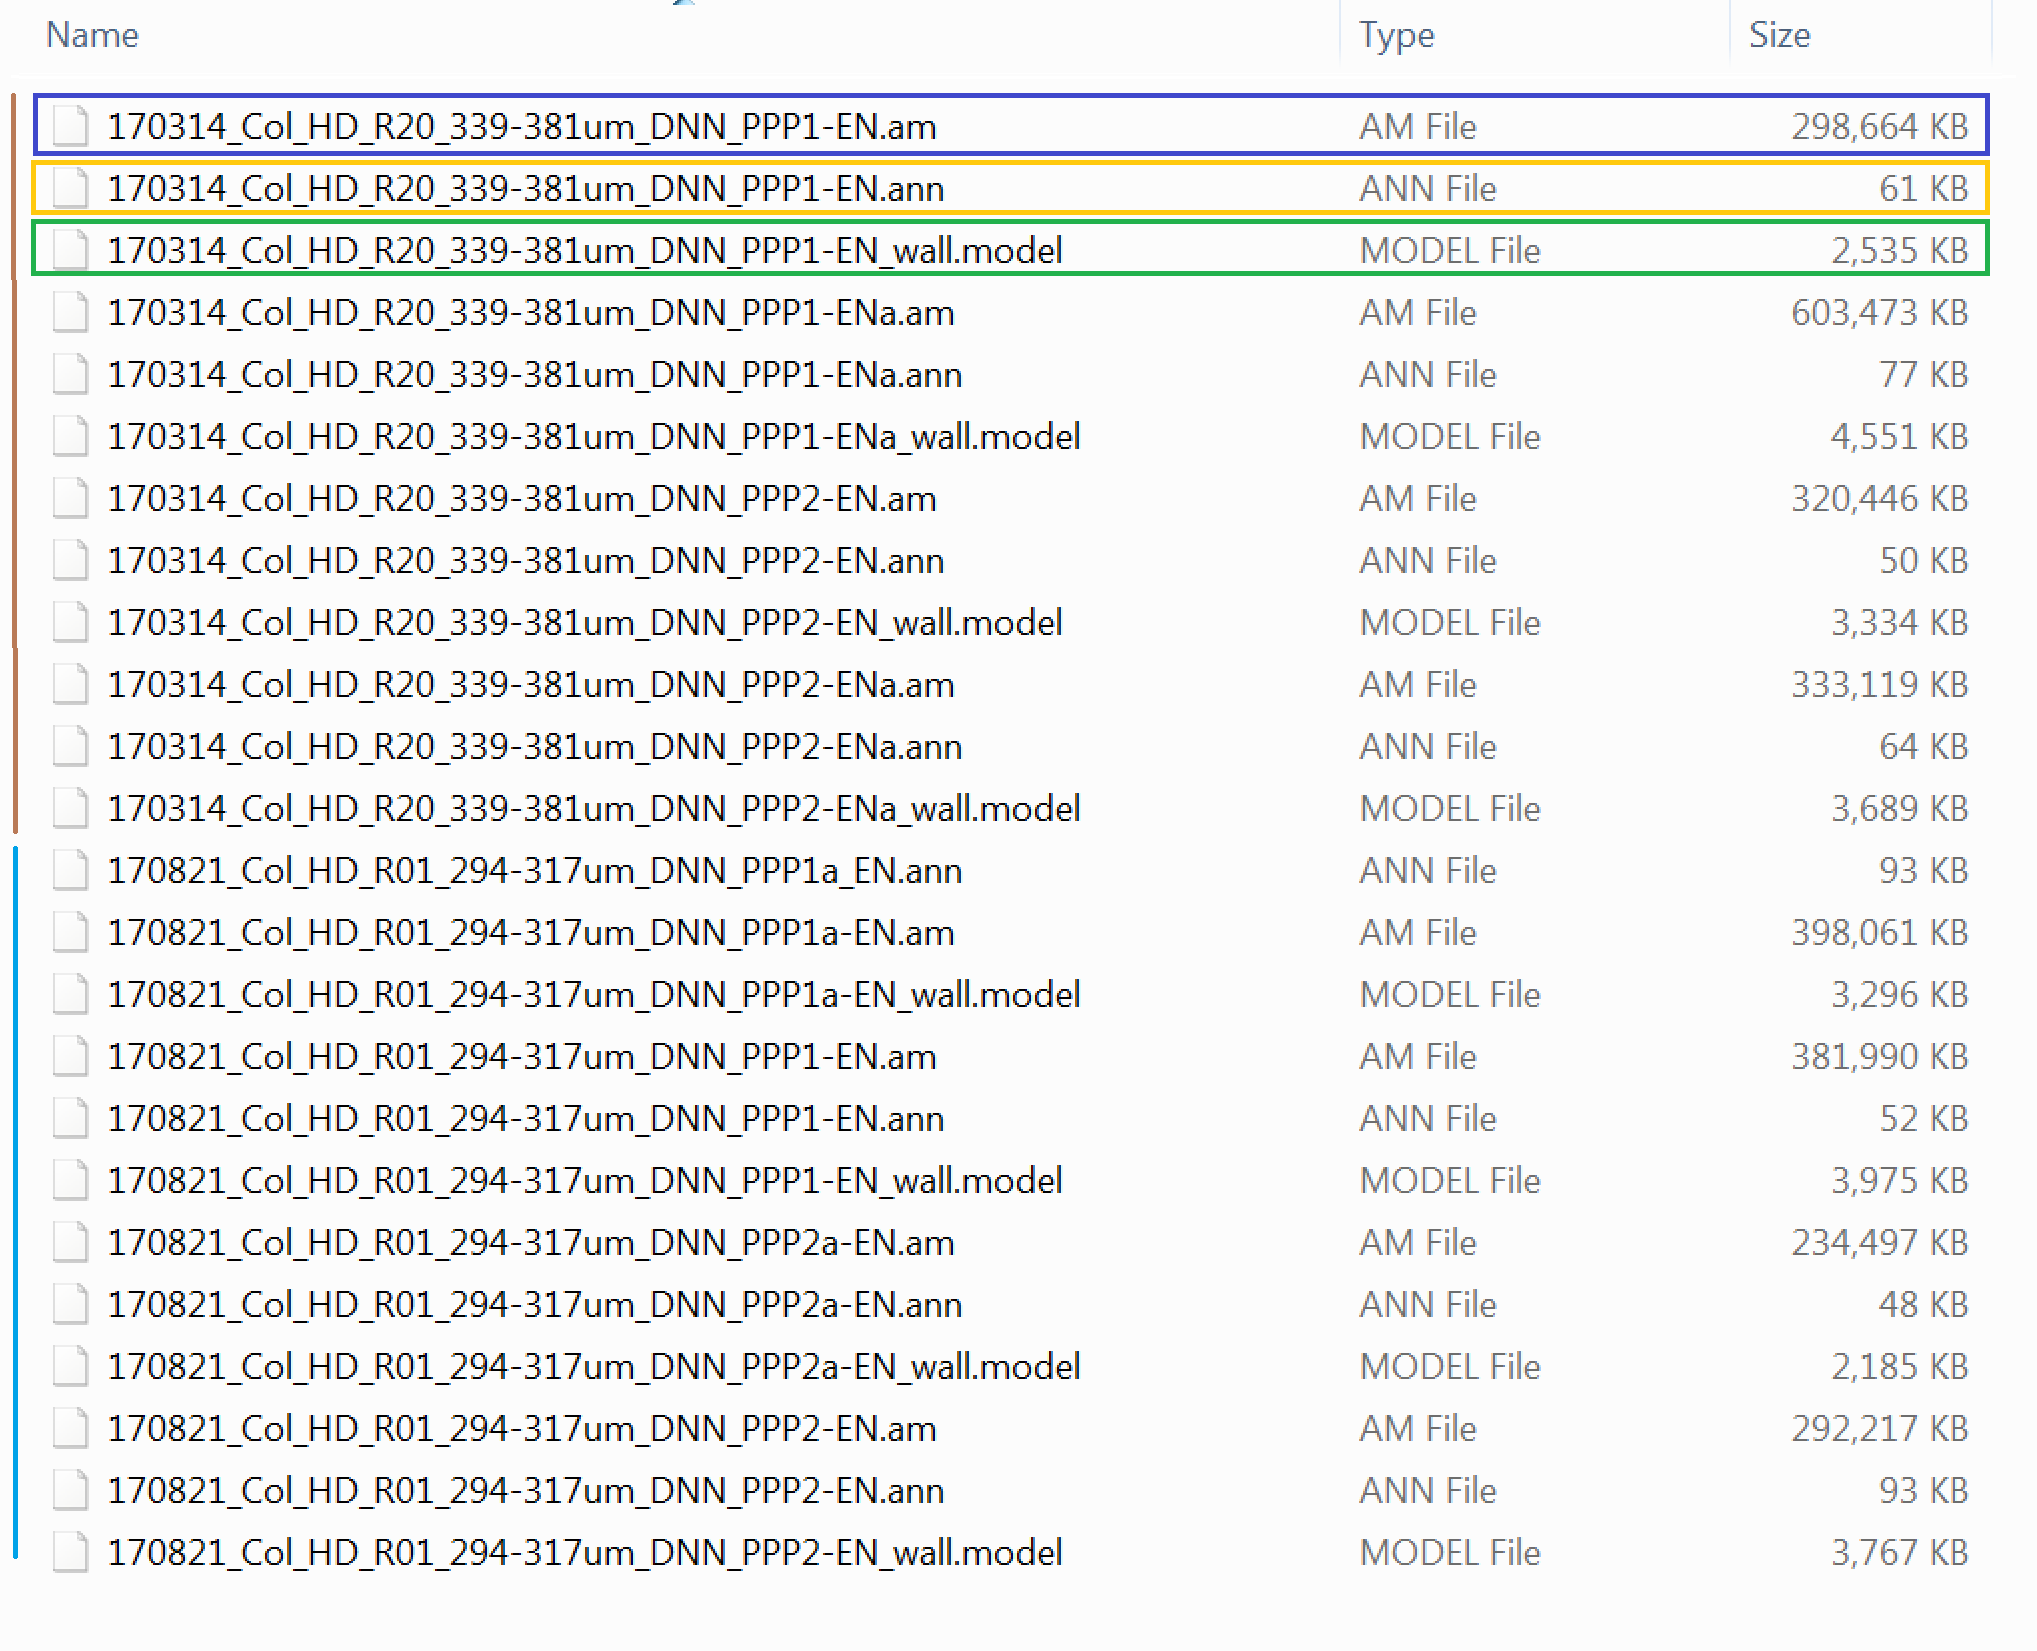 Name Type Size
170314_Col_HD_R20_339-381um_DNN_PPP1-EN.am AM File 298,664 KB
170314_Col_HD_R20_339-381um_DNN_PPP1-EN.ann ANN File 61 KB
170314_Col_HD_R20_339-381um_DNN_PPP1-EN_wall.model MODEL File 2,535 KB
170314_Col_HD_R20_339-381um_DNN_PPP1-ENa.am AM File 603,473 KB
170314_Col_HD_R20_339-381um_DNN_PPP1-ENa.ann ANN File 77 KB
170314_Col_HD_R20_339-381um_DNN_PPP1-ENa_wall.model MODEL File 4,551 KB
170314_Col_HD_R20_339-381um_DNN_PPP2-EN.am AM File 320,446 KB
170314_Col_HD_R20_339-381um_DNN_PPP2-EN.ann ANN File 50 KB
170314_Col_HD_R20_339-381um_DNN_PPP2-EN_wall.model MODEL File 3,334 KB
170314_Col_HD_R20_339-381um_DNN_PPP2-ENa.am AM File 333,119 KB
170314_Col_HD_R20_339-381um_DNN_PPP2-ENa.ann ANN File 64 KB
170314_Col_HD_R20_339-381um_DNN_PPP2-ENa_wall.model MODEL File 3,689 KB
170821_Col_HD_R01_294-317um_DNN_PPP1a_EN.ann ANN File 93 KB
170821_Col_HD_R01_294-317um_DNN_PPP1a-EN.am AM File 398,061 KB
170821_Col_HD_R01_294-317um_DNN_PPP1a-EN_wall.model MODEL File 3,296 KB
170821_Col_HD_R01_294-317um_DNN_PPP1-EN.am AM File 381,990 KB
170821_Col_HD_R01_294-317um_DNN_PPP1-EN.ann ANN File 52 KB
170821_Col_HD_R01_294-317um_DNN_PPP1-EN_wall.model MODEL File 3,975 KB
170821_Col_HD_R01_294-317um_DNN_PPP2a-EN.am AM File 234,497 KB
170821_Col_HD_R01_294-317um_DNN_PPP2a-EN.ann ANN File 48 KB
170821_Col_HD_R01_294-317um_DNN_PPP2a-EN_wall.model MODEL File 2,185 KB
170821_Col_HD_R01_294-317um_DNN_PPP2-EN.am AM File 292,217 KB
170821_Col_HD_R01_294-317um_DNN_PPP2-EN.ann ANN File 93 KB
170821_Col_HD_R01_294-317um_DNN_PPP2-EN_wall.model MODEL File 3,767 KB